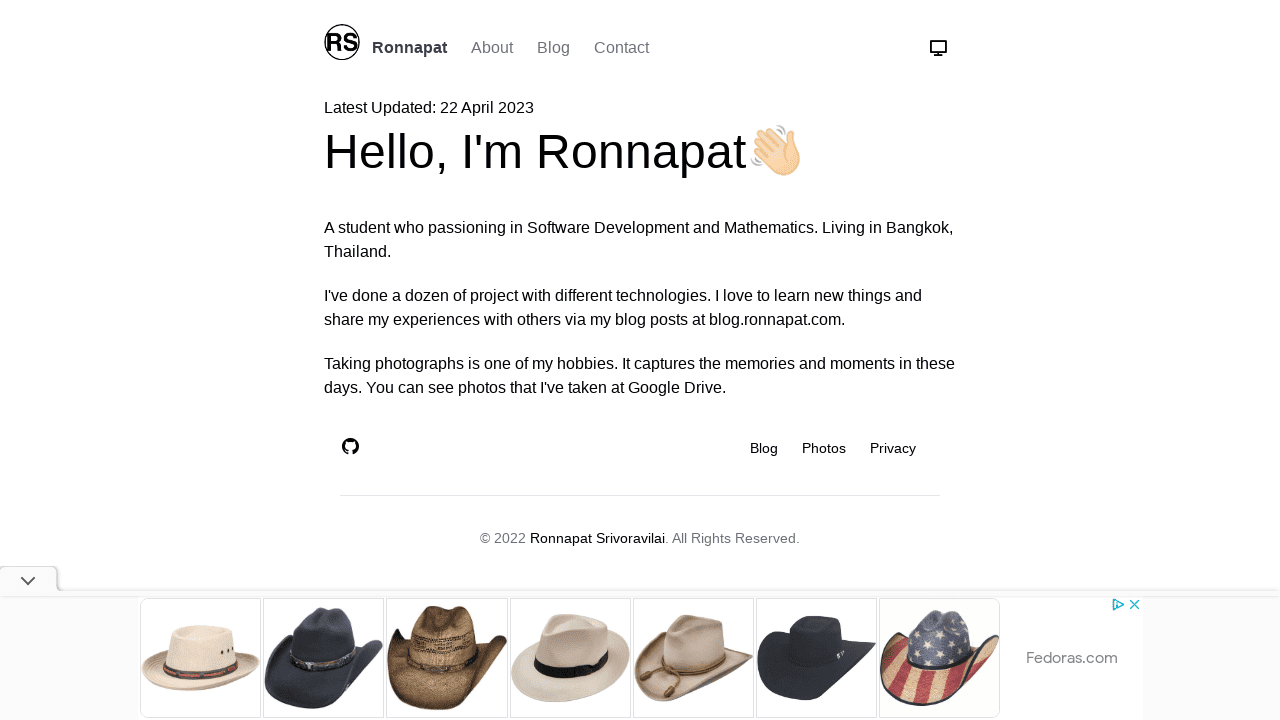 RS
Ronnapat About Blog Contact
Latest Updated: 22 April 2023
Hello, I'm Ronnapat👋🏻
A student who passioning in Software Development and Mathematics. Living in Bangkok,
Thailand.
I've done a dozen of project with different technologies. I love to learn new things and
share my experiences with others via my blog posts at blog.ronnapat.com.
Taking photographs is one of my hobbies. It captures the memories and moments in these
days. You can see photos that I've taken at Google Drive.
Blog Photos Privacy
© 2022 Ronnapat Srivoravilai. All Rights Reserved.
Fedoras.com